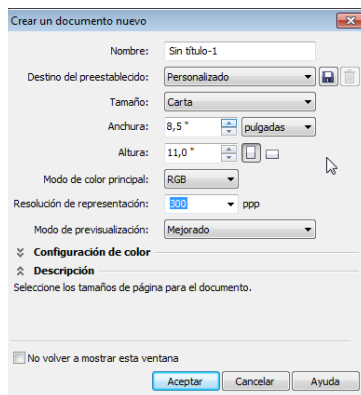 Crear un documento nuevo
Nombre: Sin título-1
Destino del preestablecido: Personalizado
Tamaño: Carta
Anchura: 8,5 " pulgadas
Altura: 11,0 "
Modo de color principal: RGB
Resolución de representación: 300 ppp
Modo de previsualización: Mejorado
Configuración de color
Descripción
Seleccione los tamaños de página para el documento.
No volver a mostrar esta ventana
Aceptar Cancelar Ayuda